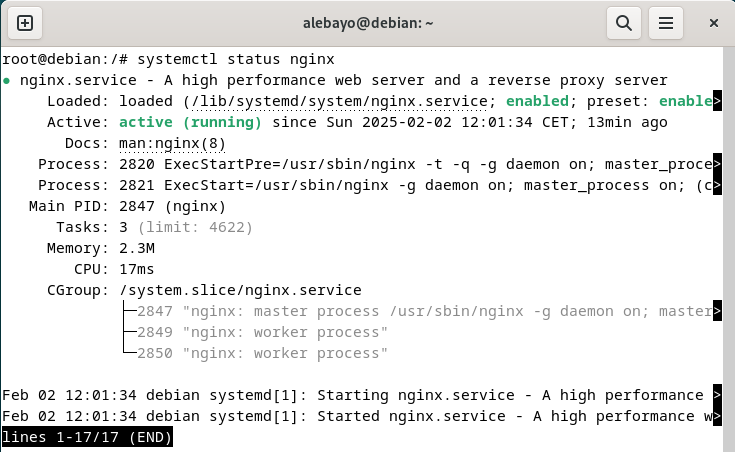 alebayo@debian: ~
root@debian:/# systemctl status nginx
● nginx.service - A high performance web server and a reverse proxy server
     Loaded: loaded (/lib/systemd/system/nginx.service; enabled; preset: enable>
     Active: active (running) since Sun 2025-02-02 12:01:34 CET; 13min ago
       Docs: man:nginx(8)
    Process: 2820 ExecStartPre=/usr/sbin/nginx -t -q -g daemon on; master_proce>
    Process: 2821 ExecStart=/usr/sbin/nginx -g daemon on; master_process on; (c>
   Main PID: 2847 (nginx)
      Tasks: 3 (limit: 4622)
     Memory: 2.3M
        CPU: 17ms
     CGroup: /system.slice/nginx.service
             ├─2847 "nginx: master process /usr/sbin/nginx -g daemon on; master>
             ├─2849 "nginx: worker process"
             └─2850 "nginx: worker process"
Feb 02 12:01:34 debian systemd[1]: Starting nginx.service - A high performance >
Feb 02 12:01:34 debian systemd[1]: Started nginx.service - A high performance w>
lines 1-17/17 (END)